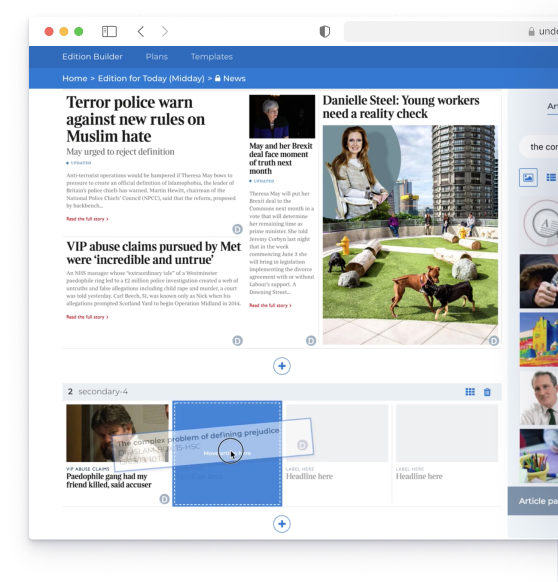 unde
Edition Builder Plans Templates
Home > Edition for Today (Midday) > News
Terror police warn
against new rules on
Muslim hate
May urged to reject definition
UPDATED
Anti-terrorist operations would be hampered if Theresa May bows to
pressure to create an official definition of Islamophobia, the leader of
Britain's police chiefs has warned. Martin Hewitt, chairman of the
National Police Chiefs' Council (NPCC), said that the reforms, proposed
by backbench...
Read the full story >
D
VIP abuse claims pursued by Met
were 'incredible and untrue'
An NHS manager whose "extraordinary tale" of a Westminster
paedophile ring led to a £2 million police investigation created a web of
untruths and false allegations including child rape and murder, a court
was told yesterday. Carl Beech, 51, was known only as Nick when his
allegations prompted Scotland Yard to begin Operation Midland in 2014.
Read the full story >
D
May and her Brexit
deal face moment
of truth next
month
UPDATED
Theresa May will put her
Brexit deal to the
Commons next month in a
vote that will determine
her remaining time as
prime minister. She told
Jeremy Corbyn last night
that in the week
commencing June 3 she
will bring in legislation
implementing the divorce
agreement with or without
Labour's support. A
Downing Street...
Read the full story >
D
Danielle Steel: Young workers
need a reality check
D
Art
the cor
A
2 secondary-4
The complex problem of defining prejudice
D
VIP ABUSE CLAIMS
Paedophile gang had my
friend killed, said accuser
D
LABEL HERE
Headline here
LABEL HERE
Headline here
Article pa